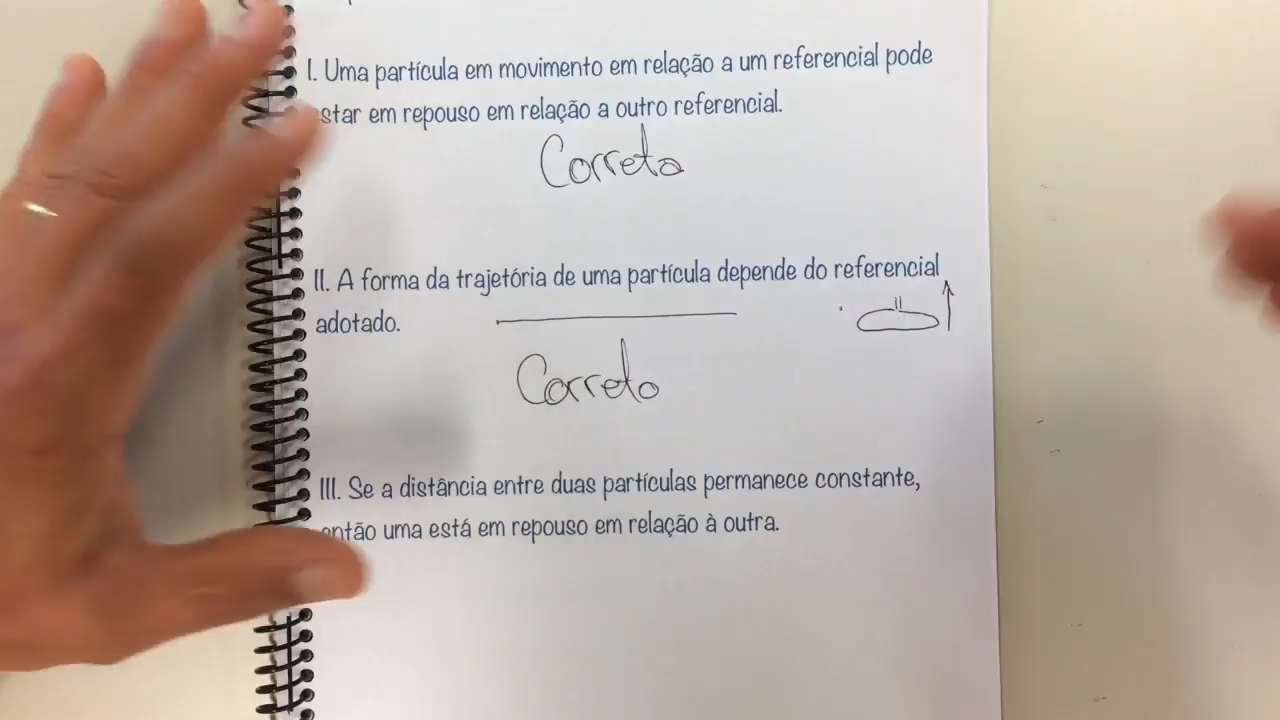 I. Uma partícula em movimento em relação a um referencial pode
star em repouso em relação a outro referencial.
Correta
II. A forma da trajetória de uma partícula depende do referencial
adotado.
Correto
III. Se a distância entre duas partículas permanece constante,
então uma está em repouso em relação à outra.